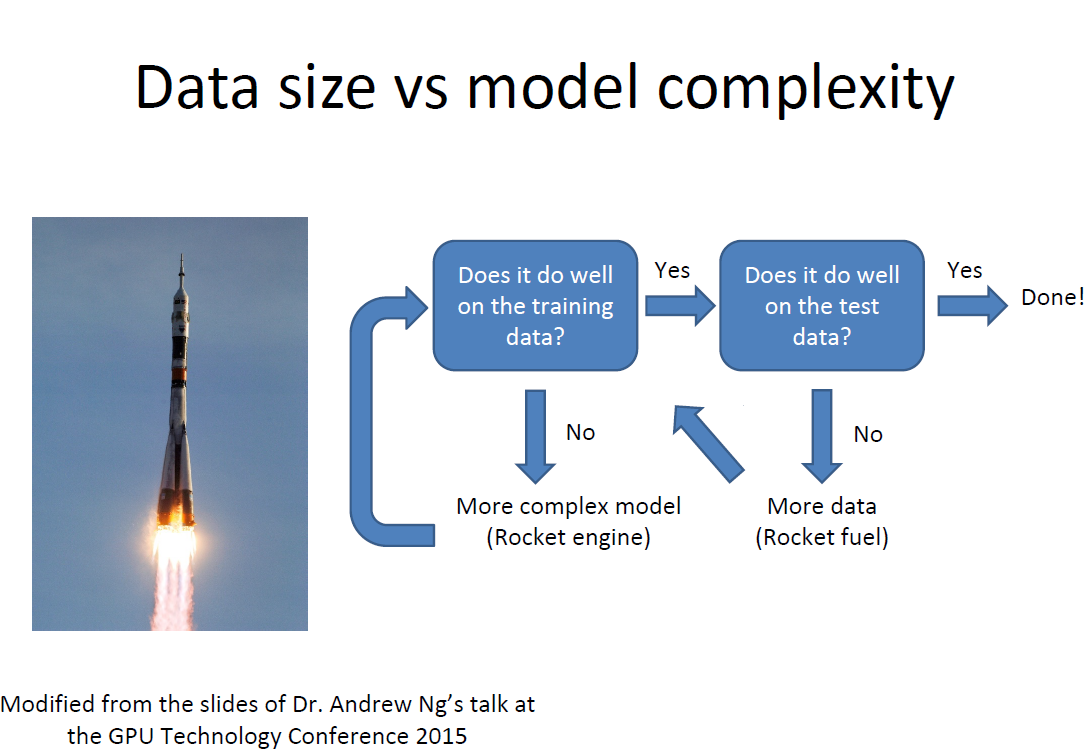 Data size vs model complexity
Does it do well
on the training
data?
Yes
Does it do well
on the test
data?
Yes
Done!
No
No
More complex model
(Rocket engine)
More data
(Rocket fuel)
Modified from the slides of Dr. Andrew Ng’s talk at
the GPU Technology Conference 2015